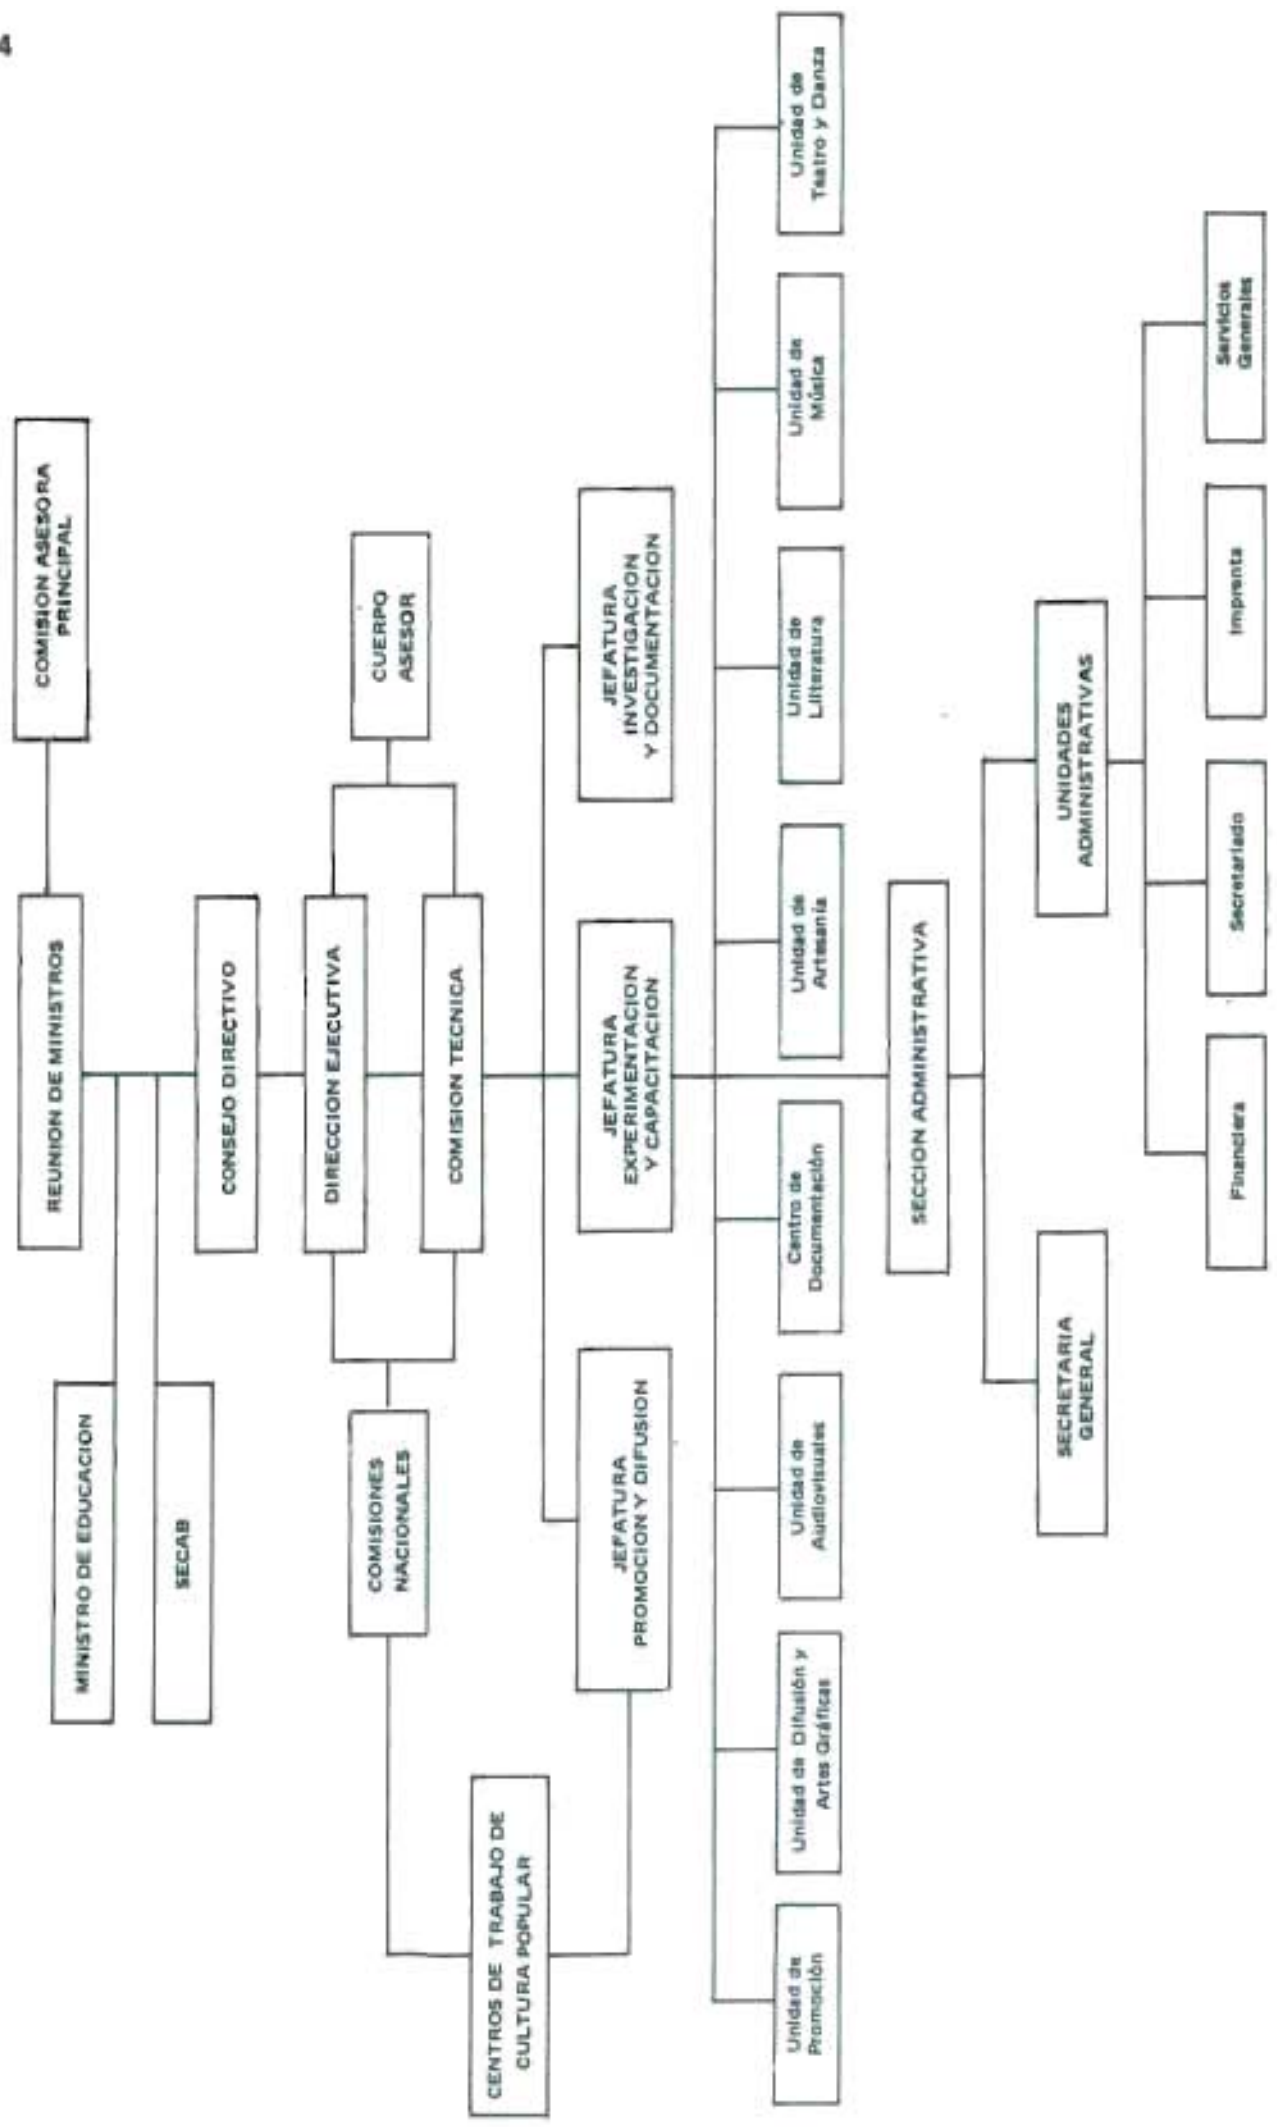 4
COMISION ASESORA
PRINCIPAL
REUNION DE MINISTROS
MINISTRO DE EDUCACION
SECAB
CONSEJO DIRECTIVO
DIRECCION EJECUTIVA
CUERPO
ASESOR
COMISIONES
NACIONALES
COMISION TECNICA
CENTROS DE TRABAJO DE
CULTURA POPULAR
JEFATURA
PROMOCION Y DIFUSION
JEFATURA
EXPERIMENTACION
Y CAPACITACION
JEFATURA
INVESTIGACION
Y DOCUMENTACION
Unidad de
Promoción
Unidad de Difusión y
Artes Gráficas
Unidad de
Audiovisuales
Centro de
Documentación
Unidad de
Artesanía
Unidad de
Literatura
Unidad de
Música
Unidad de
Teatro y Danza
SECCION ADMINISTRATIVA
SECRETARIA
GENERAL
UNIDADES
ADMINISTRATIVAS
Financiera
Secretariado
Imprenta
Servicios
Generales